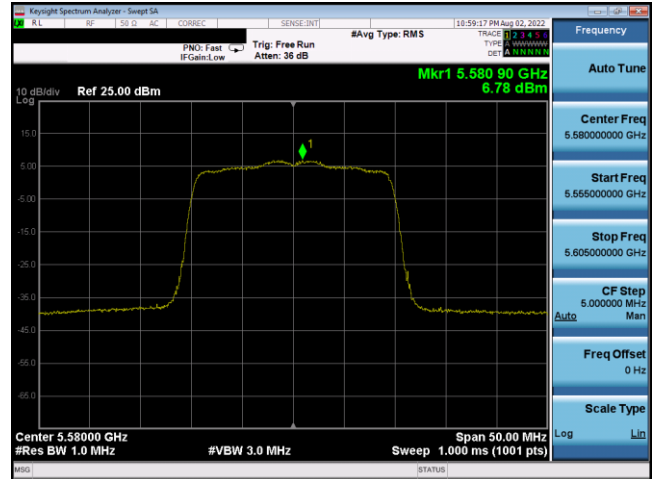 Keysight Spectrum Analyzer - Swept SA
RL RF 50 Ω AC CORREC SENSE:INT 10:59:17 PM Aug 02, 2022
#Avg Type: RMS
TRACE 1 2 3 4 5 6
PNO: Fast Trig: Free Run TYPE A WWWWW
IFGain:Low Atten: 36 dB DET A N N N N N
Mkr1 5.580 90 GHz
6.78 dBm
10 dB/div Ref 25.00 dBm
Log
1
15.0
5.00
-5.00
-15.0
-25.0
-35.0
-45.0
-55.0
-65.0
Center 5.58000 GHz Span 50.00 MHz
#Res BW 1.0 MHz #VBW 3.0 MHz Sweep 1.000 ms (1001 pts)
MSG STATUS
Frequency
Auto Tune
Center Freq
5.580000000 GHz
Start Freq
5.555000000 GHz
Stop Freq
5.605000000 GHz
CF Step
5.000000 MHz
Auto Man
Freq Offset
0 Hz
Scale Type
Log Lin